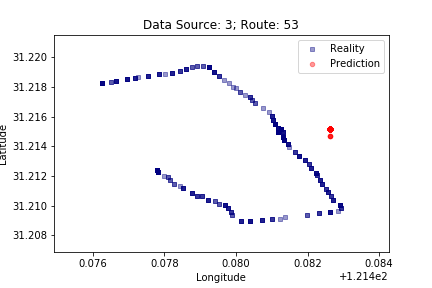 Data Source: 3; Route: 53
Reality
Prediction
31.220
31.218
31.216
31.214
31.212
31.210
31.208
Latitude
0.076
0.078
0.080
0.082
0.084
Longitude
+1.214e2